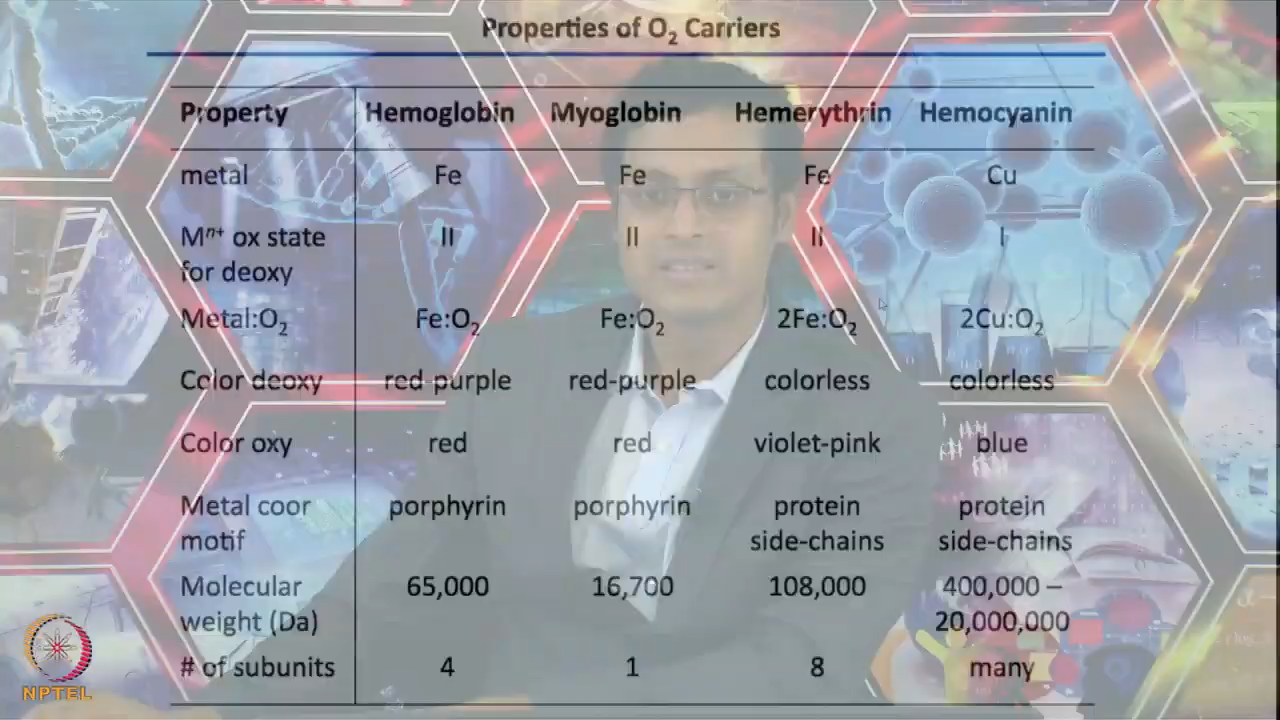 Properties of O₂ Carriers
Property Hemoglobin Myoglobin Hemerythrin Hemocyanin
metal Fe Fe Fe Cu
Mⁿ⁺ ox state II II II I
for deoxy
Metal:O₂ Fe:O₂ Fe:O₂ 2Fe:O₂ 2Cu:O₂
Color deoxy red-purple red-purple colorless colorless
Color oxy red red violet-pink blue
Metal coor porphyrin porphyrin protein protein
motif side-chains side-chains
Molecular 65,000 16,700 108,000 400,000 –
weight (Da) 20,000,000
# of subunits 4 1 8 many
NPTEL